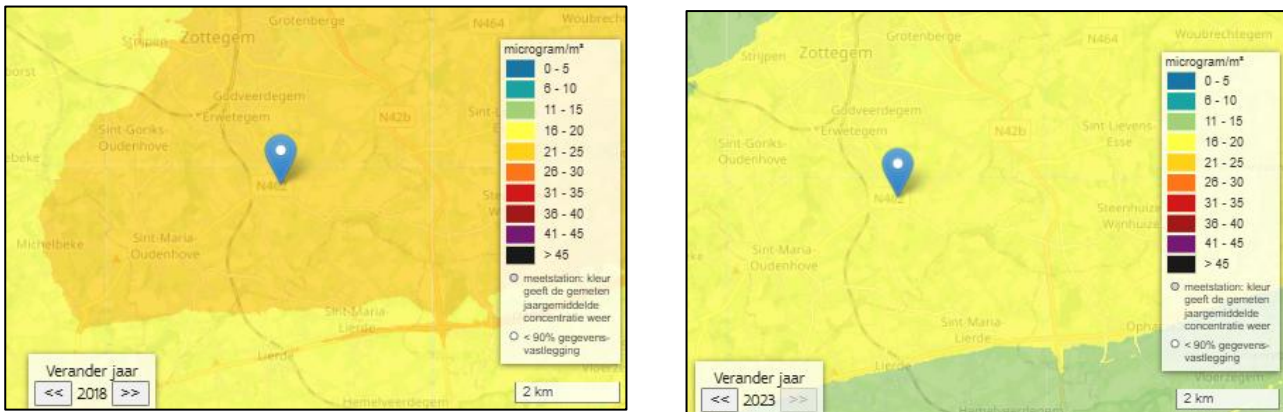 Grotenberge
N464
Woubrechtegem
Strijpen
Zottegem
microgram/m³
0 - 5
6 - 10
11 - 15
16 - 20
21 - 25
26 - 30
31 - 35
36 - 40
41 - 45
> 45
meetstation: kleur
geeft de gemeten
jaargemiddelde
concentratie weer
< 90% gegevens-
vastlegging
Godveerdegem
Erwetegem
N42b
Sint-Goriks-
Oudenhove
N462
Michelbeke
Sint-Maria-
Oudenhove
Sint-Maria-
Lierde
Lierde
Hemelveerdegem
Verander jaar
<< 2018 >>
2 km
Grotenberge
N464
Woubrechtegem
Strijpen
Zottegem
microgram/m³
0 - 5
6 - 10
11 - 15
16 - 20
21 - 25
26 - 30
31 - 35
36 - 40
41 - 45
> 45
meetstation: kleur
geeft de gemeten
jaargemiddelde
concentratie weer
< 90% gegevens-
vastlegging
Godveerdegem
Erwetegem
N42b
Sint-Lievens-
Esse
Sint-Goriks-
Oudenhove
N462
Steenhuize-
Wijnhuize
Sint-Maria-
Oudenhove
Sint-Maria-
Lierde
Lierde
Vloerzegem
Verander jaar
<< 2023 >>
2 km